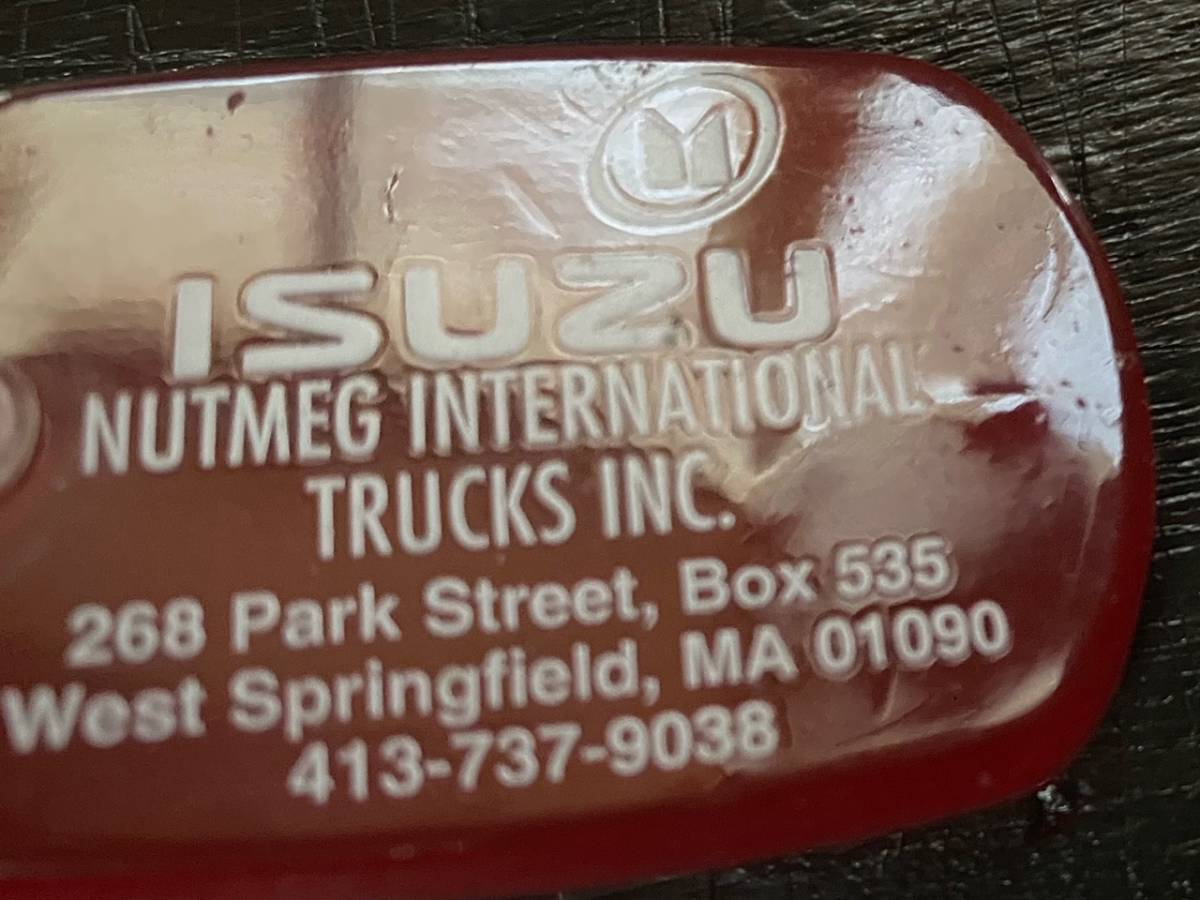 ISUZU
NUTMEG INTERNATIONAL
TRUCKS INC.
268 Park Street, Box 535
West Springfield, MA 01090
413-737-9038